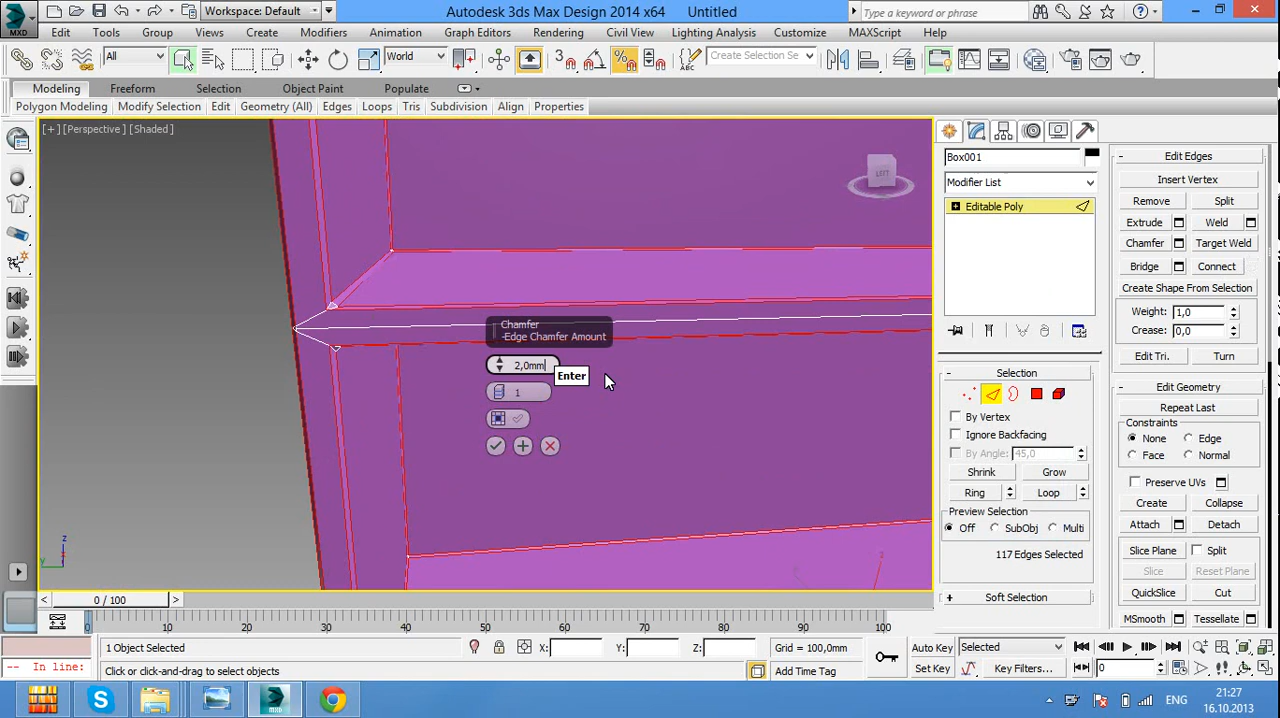 MXD
Workspace: Default
Autodesk 3ds Max Design 2014 x64
Untitled
Type a keyword or phrase
Edit
Tools
Group
Views
Create
Modifiers
Animation
Graph Editors
Rendering
Civil View
Lighting Analysis
Customize
MAXScript
Help
All
World
3
Create Selection Se
Modeling
Freeform
Selection
Object Paint
Populate
Polygon Modeling
Modify Selection
Edit
Geometry (All)
Edges
Loops
Tris
Subdivision
Align
Properties
[+] [Perspective] [Shaded]
LEFT
Chamfer
-Edge Chamfer Amount
2,0mm
Enter
1
z
y
Box001
Modifier List
Editable Poly
Selection
By Vertex
Ignore Backfacing
By Angle:
45,0
Shrink
Grow
Ring
Loop
Preview Selection
Off
SubObj
Multi
117 Edges Selected
Soft Selection
Edit Edges
Insert Vertex
Remove
Split
Extrude
Weld
Chamfer
Target Weld
Bridge
Connect
Create Shape From Selection
Weight:
1,0
Crease:
0,0
Edit Tri.
Turn
Edit Geometry
Repeat Last
Constraints
None
Edge
Face
Normal
Preserve UVs
Create
Collapse
Attach
Detach
Slice Plane
Split
Slice
Reset Plane
QuickSlice
Cut
MSmooth
Tessellate
0 / 100
0
10
20
30
40
50
60
70
80
90
100
1 Object Selected
X:
Y:
Z:
Grid = 100,0mm
Auto Key
Selected
-- In line:
Click or click-and-drag to select objects
Add Time Tag
Set Key
Key Filters...
0
ENG
21:27
16.10.2013